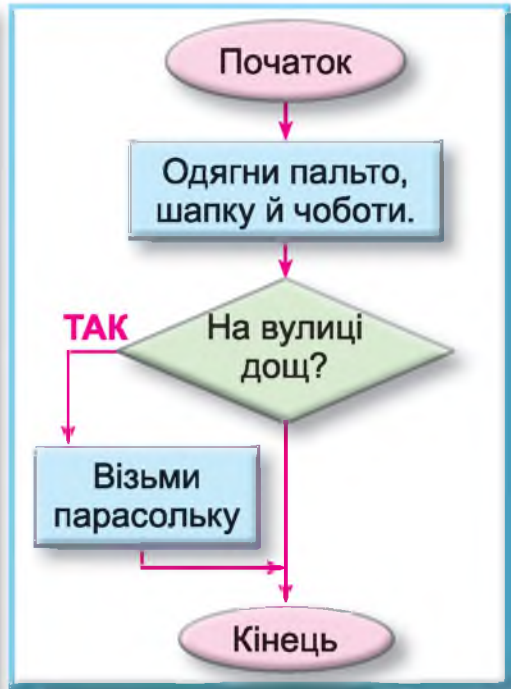 Початок
Одягни пальто,
шапку й чоботи.
На вулиці
дощ?
ТАК
Візьми
парасольку
Кінець